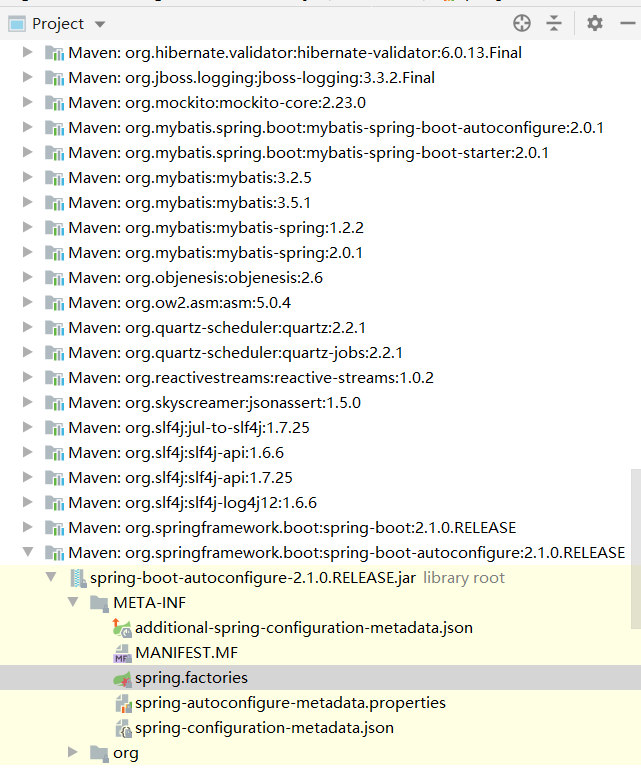 Project
Maven: org.hibernate.validator:hibernate-validator:6.0.13.Final
Maven: org.jboss.logging:jboss-logging:3.3.2.Final
Maven: org.mockito:mockito-core:2.23.0
Maven: org.mybatis.spring.boot:mybatis-spring-boot-autoconfigure:2.0.1
Maven: org.mybatis.spring.boot:mybatis-spring-boot-starter:2.0.1
Maven: org.mybatis:mybatis:3.2.5
Maven: org.mybatis:mybatis:3.5.1
Maven: org.mybatis:mybatis-spring:1.2.2
Maven: org.mybatis:mybatis-spring:2.0.1
Maven: org.objenesis:objenesis:2.6
Maven: org.ow2.asm:asm:5.0.4
Maven: org.quartz-scheduler:quartz:2.2.1
Maven: org.quartz-scheduler:quartz-jobs:2.2.1
Maven: org.reactivestreams:reactive-streams:1.0.2
Maven: org.skyscreamer:jsonassert:1.5.0
Maven: org.slf4j:jul-to-slf4j:1.7.25
Maven: org.slf4j:slf4j-api:1.6.6
Maven: org.slf4j:slf4j-api:1.7.25
Maven: org.slf4j:slf4j-log4j12:1.6.6
Maven: org.springframework.boot:spring-boot:2.1.0.RELEASE
Maven: org.springframework.boot:spring-boot-autoconfigure:2.1.0.RELEASE
spring-boot-autoconfigure-2.1.0.RELEASE.jar library root
META-INF
additional-spring-configuration-metadata.json
MANIFEST.MF
spring.factories
spring-autoconfigure-metadata.properties
spring-configuration-metadata.json
org